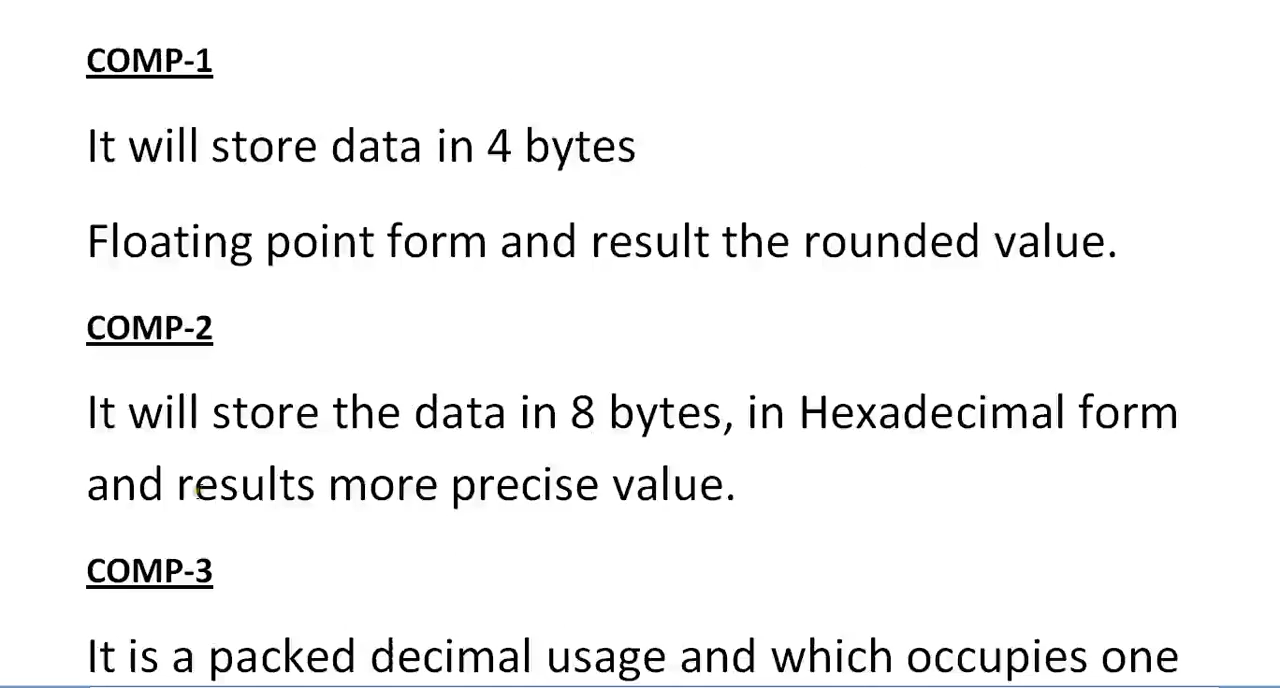 COMP-1
It will store data in 4 bytes
Floating point form and result the rounded value.
COMP-2
It will store the data in 8 bytes, in Hexadecimal form
and results more precise value.
COMP-3
It is a packed decimal usage and which occupies one